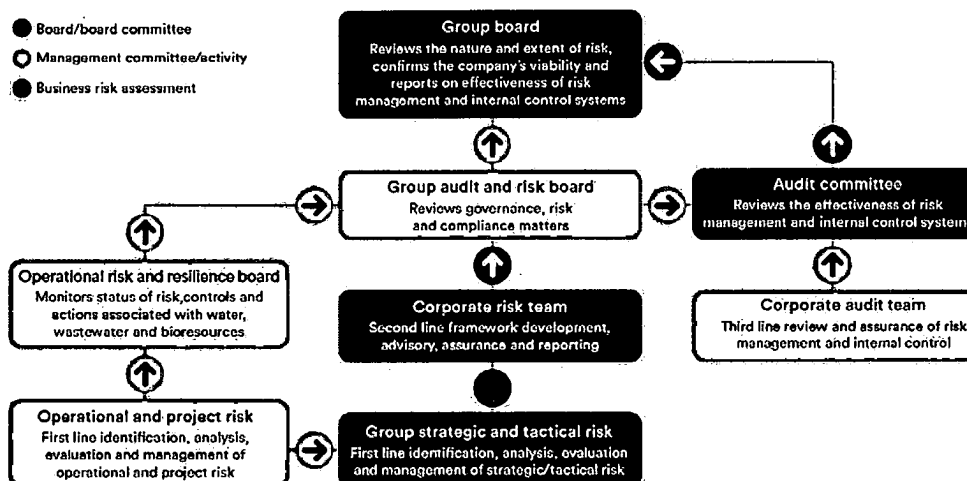 Board/board committee
Management committee/activity
Business risk assessment
Group board
Reviews the nature and extent of risk,
confirms the company's viability and
reports on effectiveness of risk
management and internal control systems
Group audit and risk board
Reviews governance, risk
and compliance matters
Audit committee
Reviews the effectiveness of risk
management and internal control systems
Operational risk and resilience board
Monitors status of risk,controls and
actions associated with water,
wastewater and bioresources
Corporate risk team
Second line framework development,
advisory, assurance and reporting
Corporate audit team
Third line review and assurance of risk
management and internal control
Operational and project risk
First line identification, analysis,
evaluation and management of
operational and project risk
Group strategic and tactical risk
First line identification, analysis, evaluation
and management of strategic/tactical risk